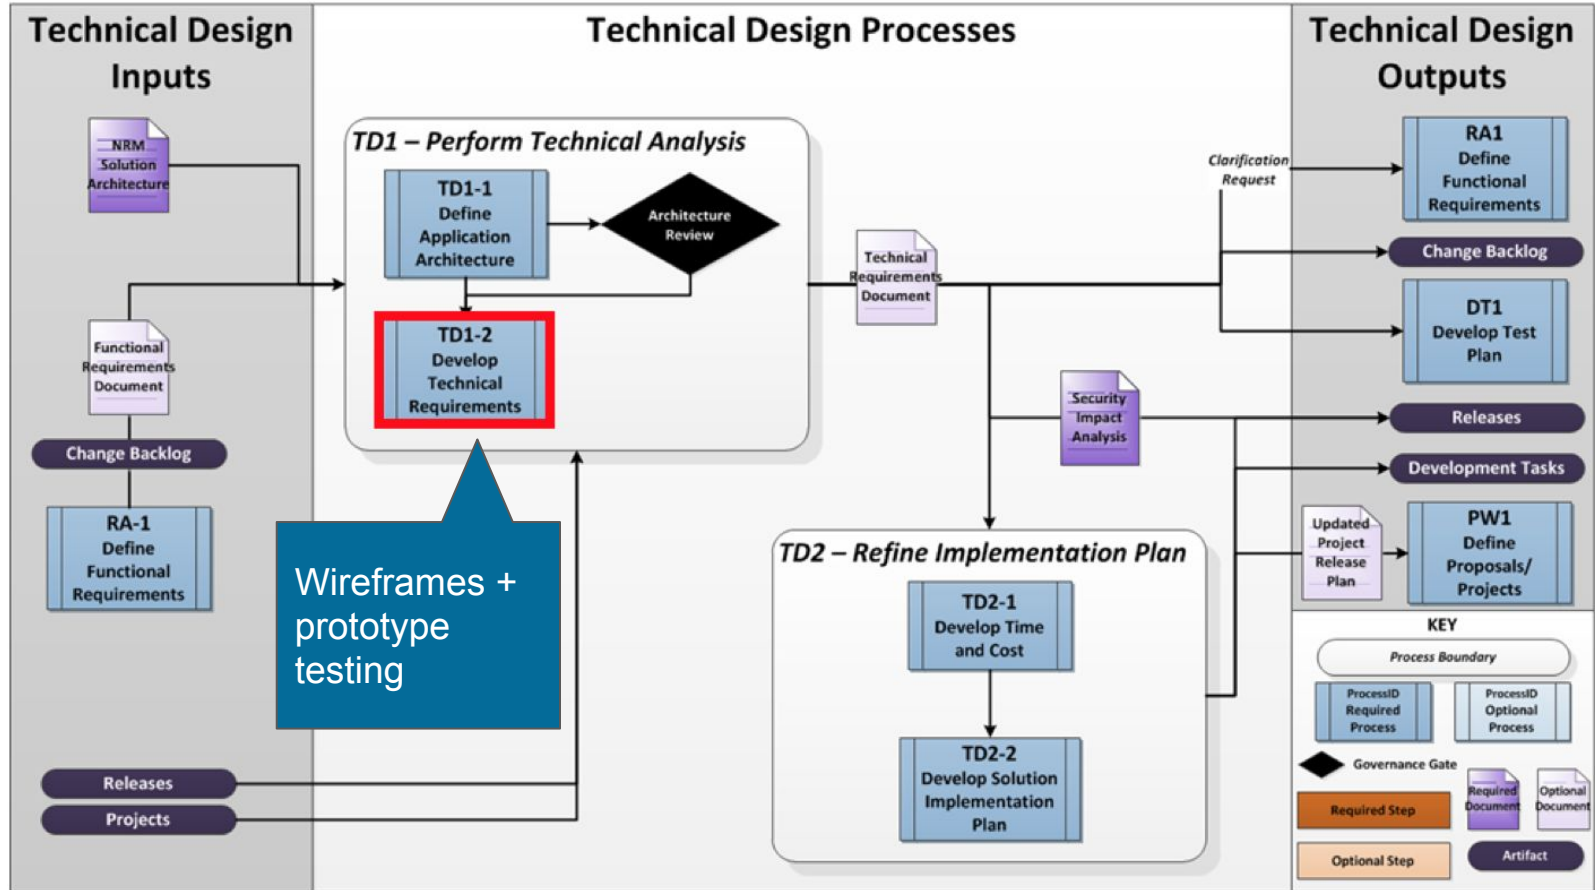 Technical Design
Inputs
Technical Design Processes
Technical Design
Outputs
NRM
Solution
Architecture
Functional
Requirements
Document
Change Backlog
RA-1
Define
Functional
Requirements
Releases
Projects
TD1 – Perform Technical Analysis
TD1-1
Define
Application
Architecture
Architecture
Review
TD1-2
Develop
Technical
Requirements
Wireframes +
prototype
testing
Technical
Requirements
Document
Security
Impact
Analysis
TD2 – Refine Implementation Plan
TD2-1
Develop Time
and Cost
TD2-2
Develop Solution
Implementation
Plan
Clarification
Request
RA1
Define
Functional
Requirements
Change Backlog
DT1
Develop Test
Plan
Releases
Development Tasks
Updated
Project
Release
Plan
PW1
Define
Proposals/
Projects
KEY
Process Boundary
ProcessID
Required
Process
ProcessID
Optional
Process
Governance Gate
Required Step
Required
Document
Optional
Document
Optional Step
Artifact